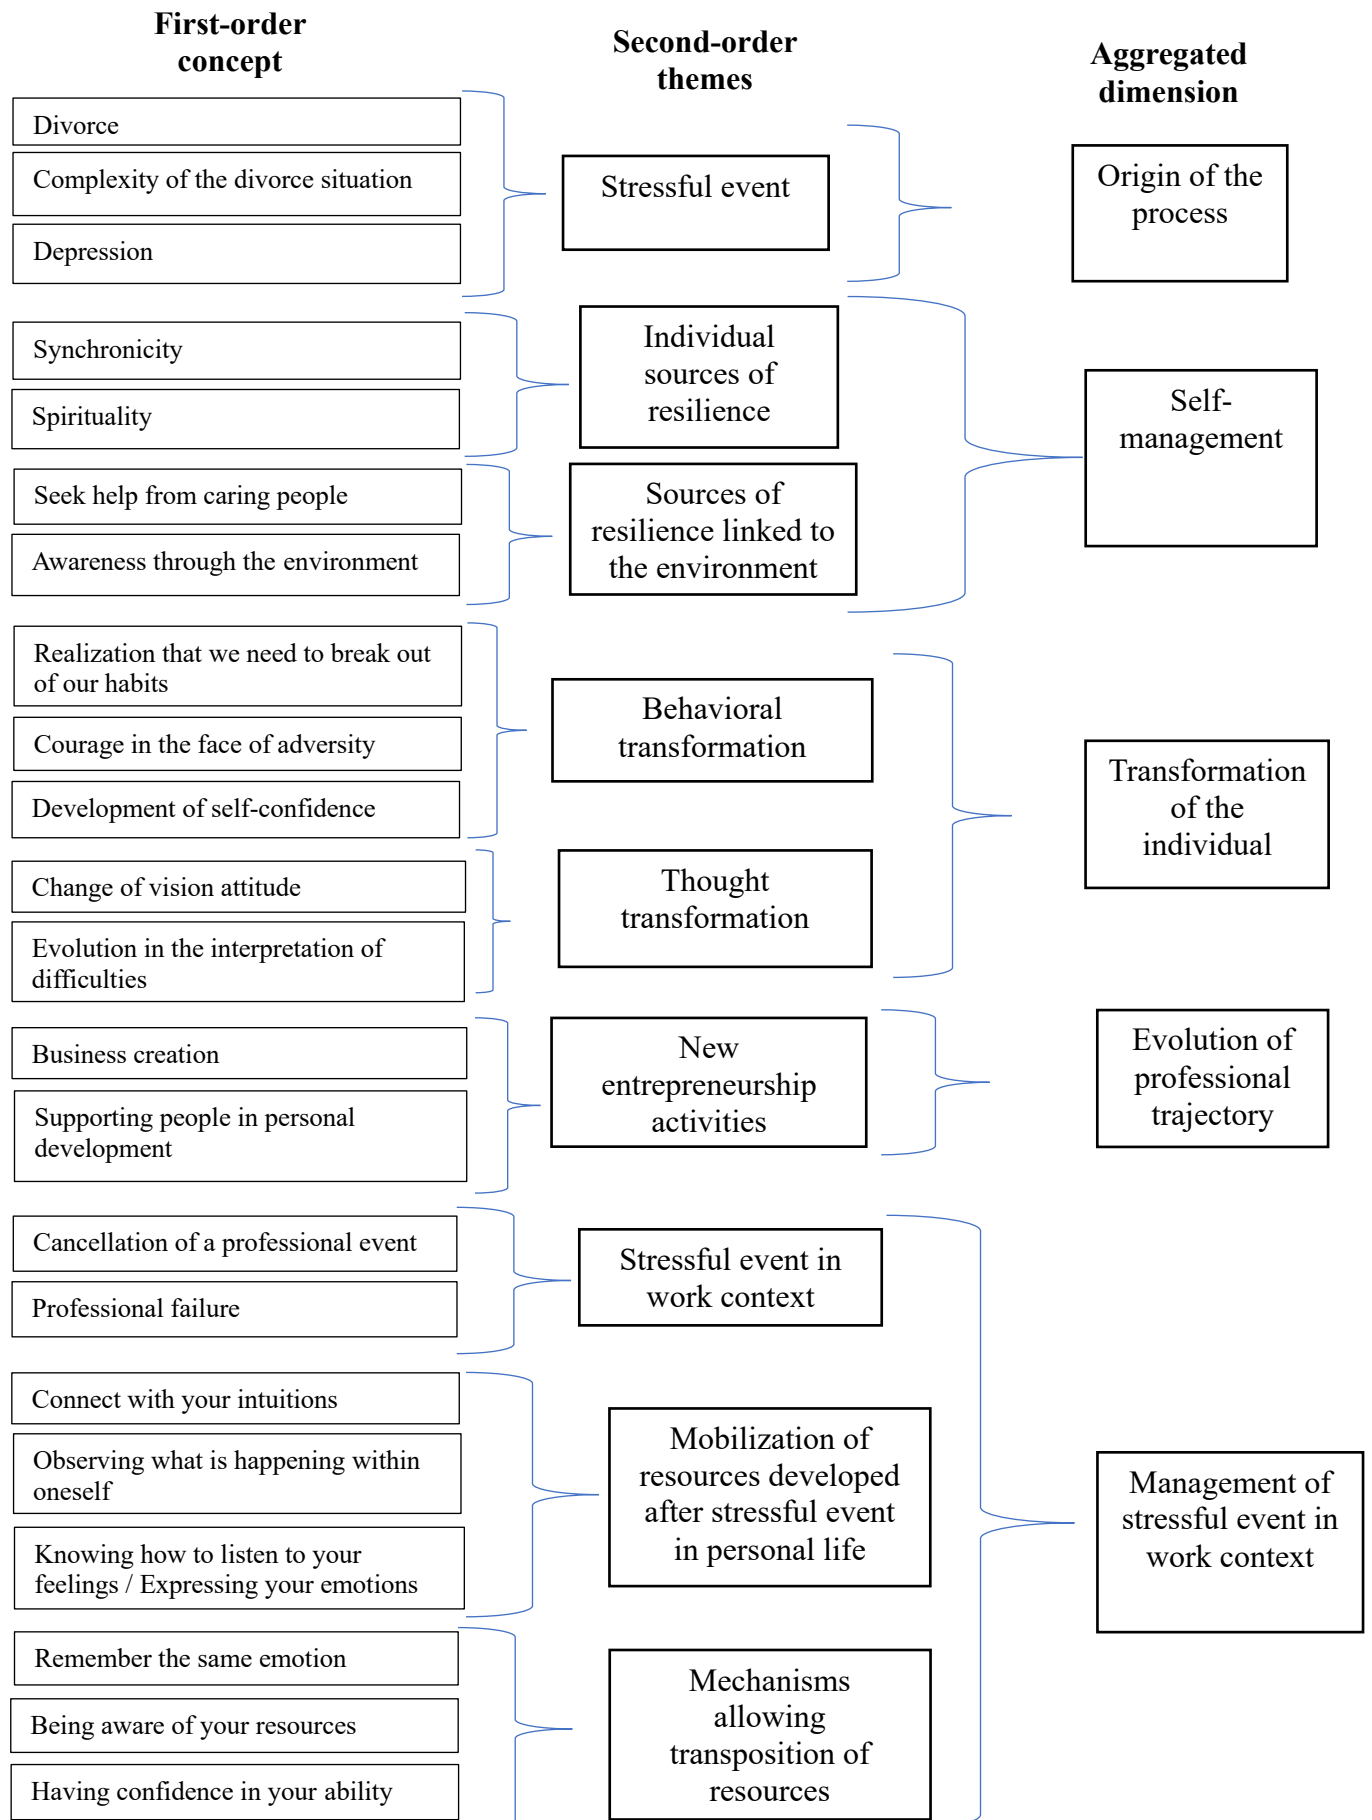 First-order
concept
Second-order
themes
Aggregated
dimension
Divorce
Complexity of the divorce situation
Depression
Stressful event
Origin of the
process
Synchronicity
Spirituality
Individual
sources of
resilience
Seek help from caring people
Awareness through the environment
Sources of
resilience linked to
the environment
Self-
management
Realization that we need to break out
of our habits
Courage in the face of adversity
Development of self-confidence
Behavioral
transformation
Change of vision attitude
Evolution in the interpretation of
difficulties
Thought
transformation
Transformation
of the
individual
Business creation
Supporting people in personal
development
New
entrepreneurship
activities
Evolution of
professional
trajectory
Cancellation of a professional event
Professional failure
Stressful event in
work context
Connect with your intuitions
Observing what is happening within
oneself
Knowing how to listen to your
feelings / Expressing your emotions
Mobilization of
resources developed
after stressful event
in personal life
Remember the same emotion
Being aware of your resources
Having confidence in your ability
Mechanisms
allowing
transposition of
resources
Management of
stressful event in
work context